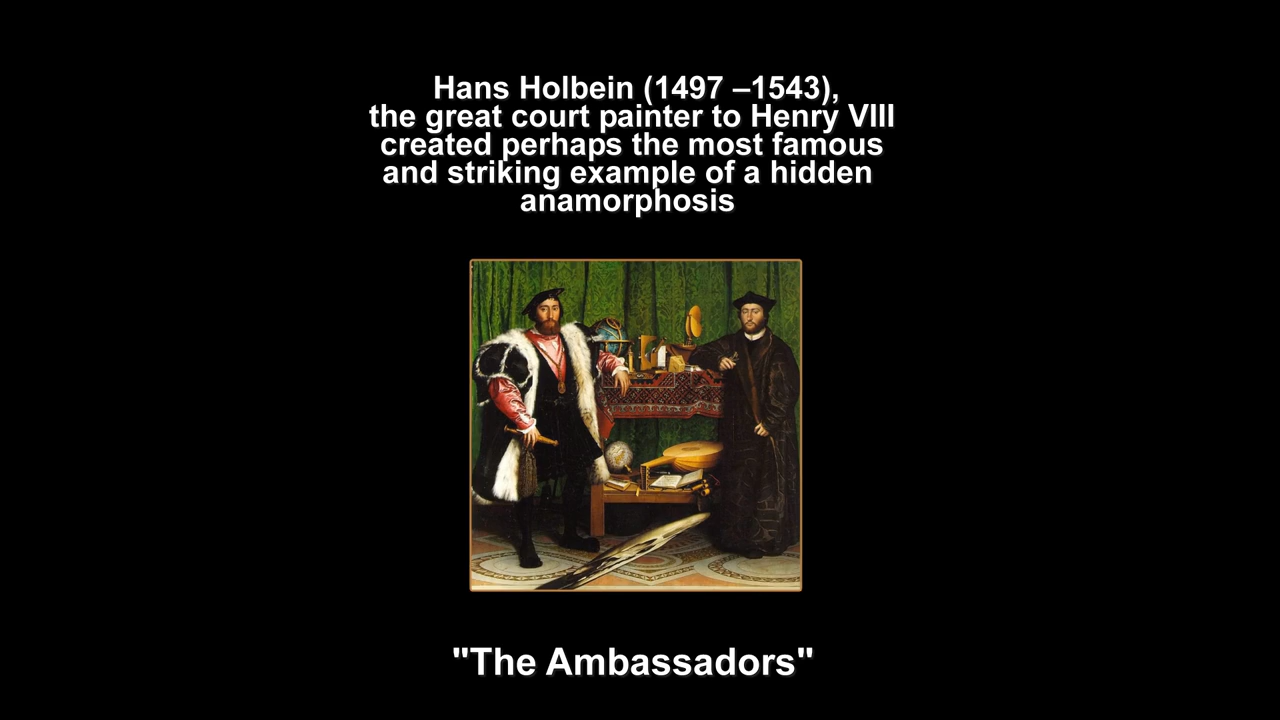 Hans Holbein (1497 –1543),
the great court painter to Henry VIII
created perhaps the most famous
and striking example of a hidden
anamorphosis
"The Ambassadors"